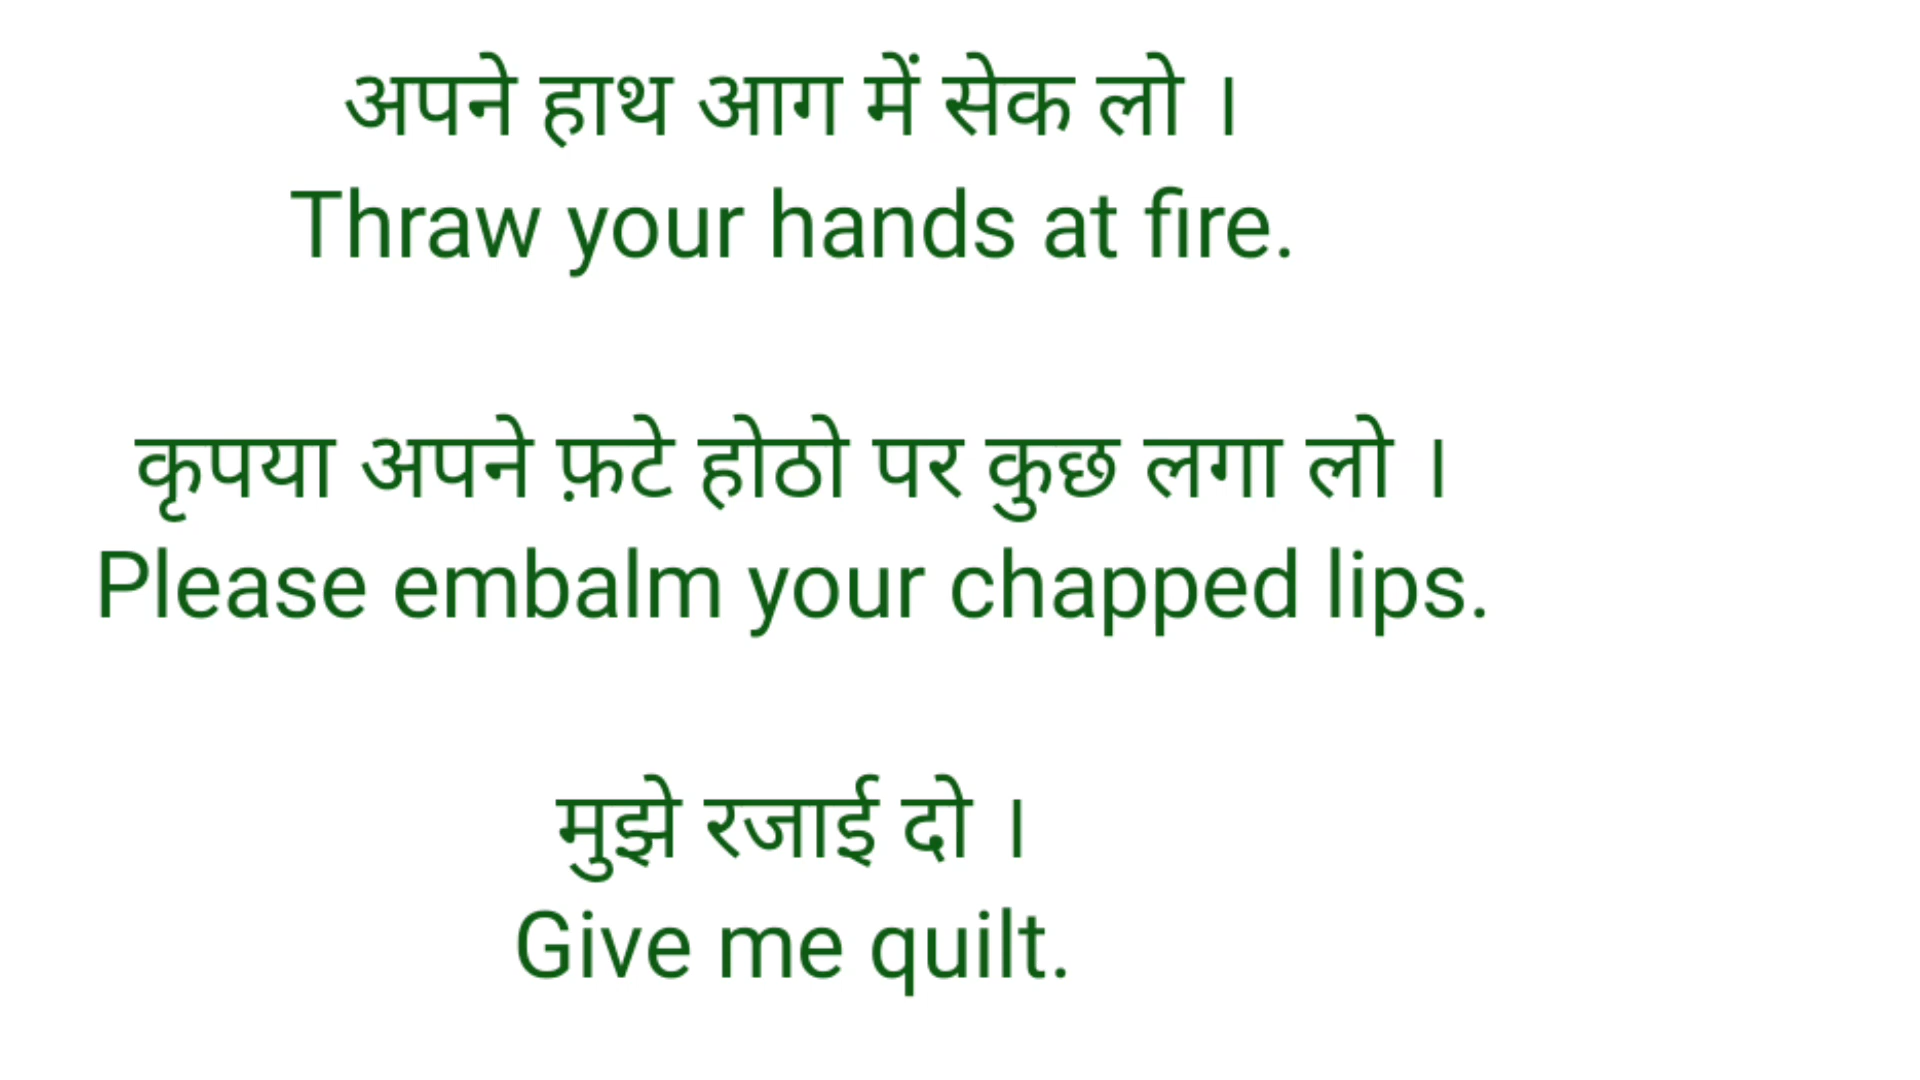 अपने हाथ आग में सेक लो ।
Thraw your hands at fire.
कृपया अपने फ़टे होठो पर कुछ लगा लो ।
Please embalm your chapped lips.
मुझे रजाई दो ।
Give me quilt.